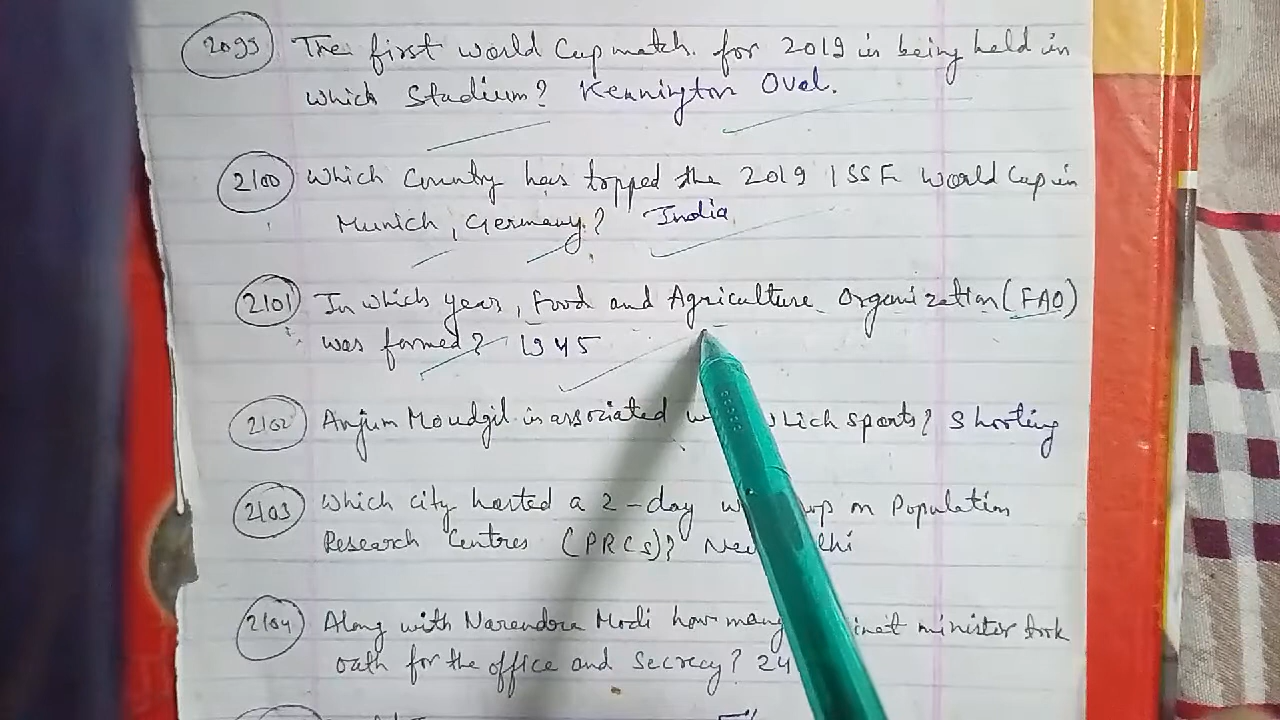 2099 The first world Cup match. for 2019 is being held in
which Stadium? Kennington Oval.
2100 Which Country has topped the 2019 ISSF World Cup in
Munich, Germany? India
2101 In which year, Food and Agriculture Organization (FAO)
was formed? 1945
2102 Anjum Moudgil is associated which sports? Shooting
2103 Which city hosted a 2-day on Population
Research Centres (PRCs)? New
2104 Along with Narendra Modi how many minister took
oath for the office and Secrecy? 24